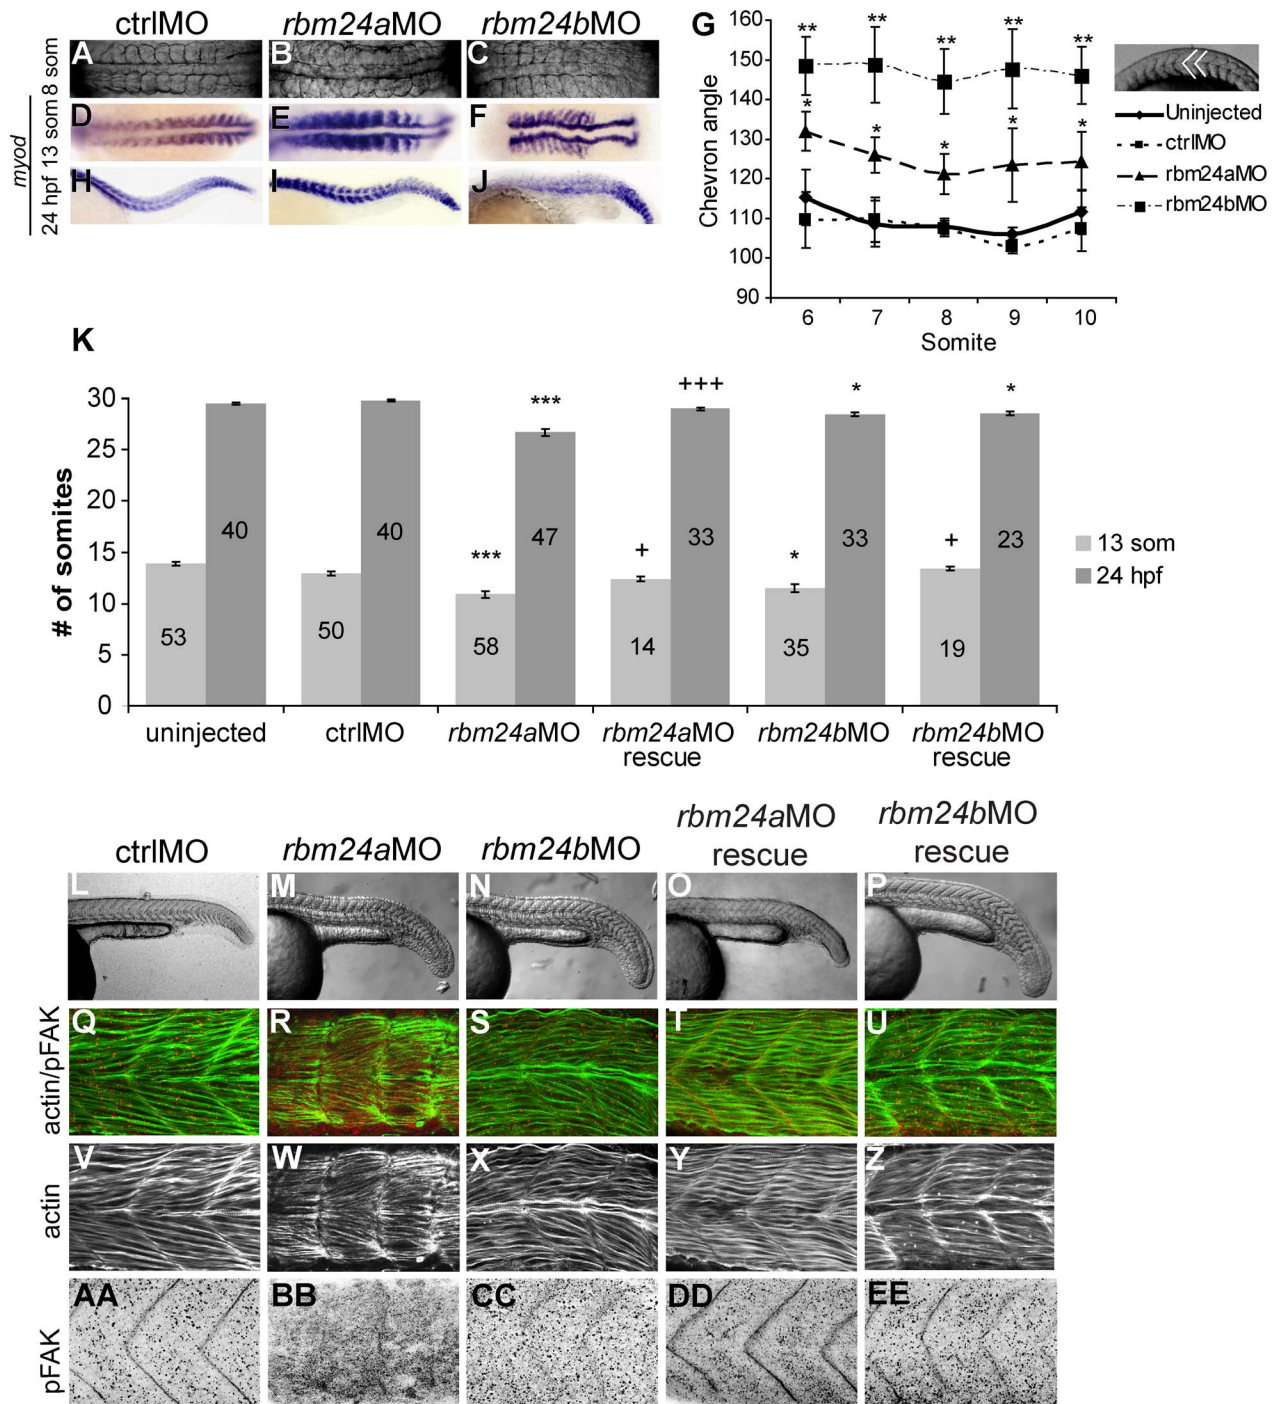 ctrlMO rbm24aMO rbm24bMO
A B C
8 som
D E F
13 som
H I J
24 hpf
myod
G
Chevron angle
160
150
140
130
120
110
100
90
** ** ** ** **
* * * * *
6 7 8 9 10
Somite
Uninjected
ctrlMO
rbm24aMO
rbm24bMO
K
# of somites
30
25
20
15
10
5
0
*** +++ * *
*** + * +
40 40 47 33 33 23
53 50 58 14 35 19
13 som
24 hpf
uninjected ctrlMO rbm24aMO rbm24aMO rbm24bMO rbm24bMO
rescue rescue
ctrlMO rbm24aMO rbm24bMO rbm24aMO rbm24bMO
rescue rescue
L M N O P
actin/pFAK
Q R S T U
actin
V W X Y Z
pFAK
AA BB CC DD EE